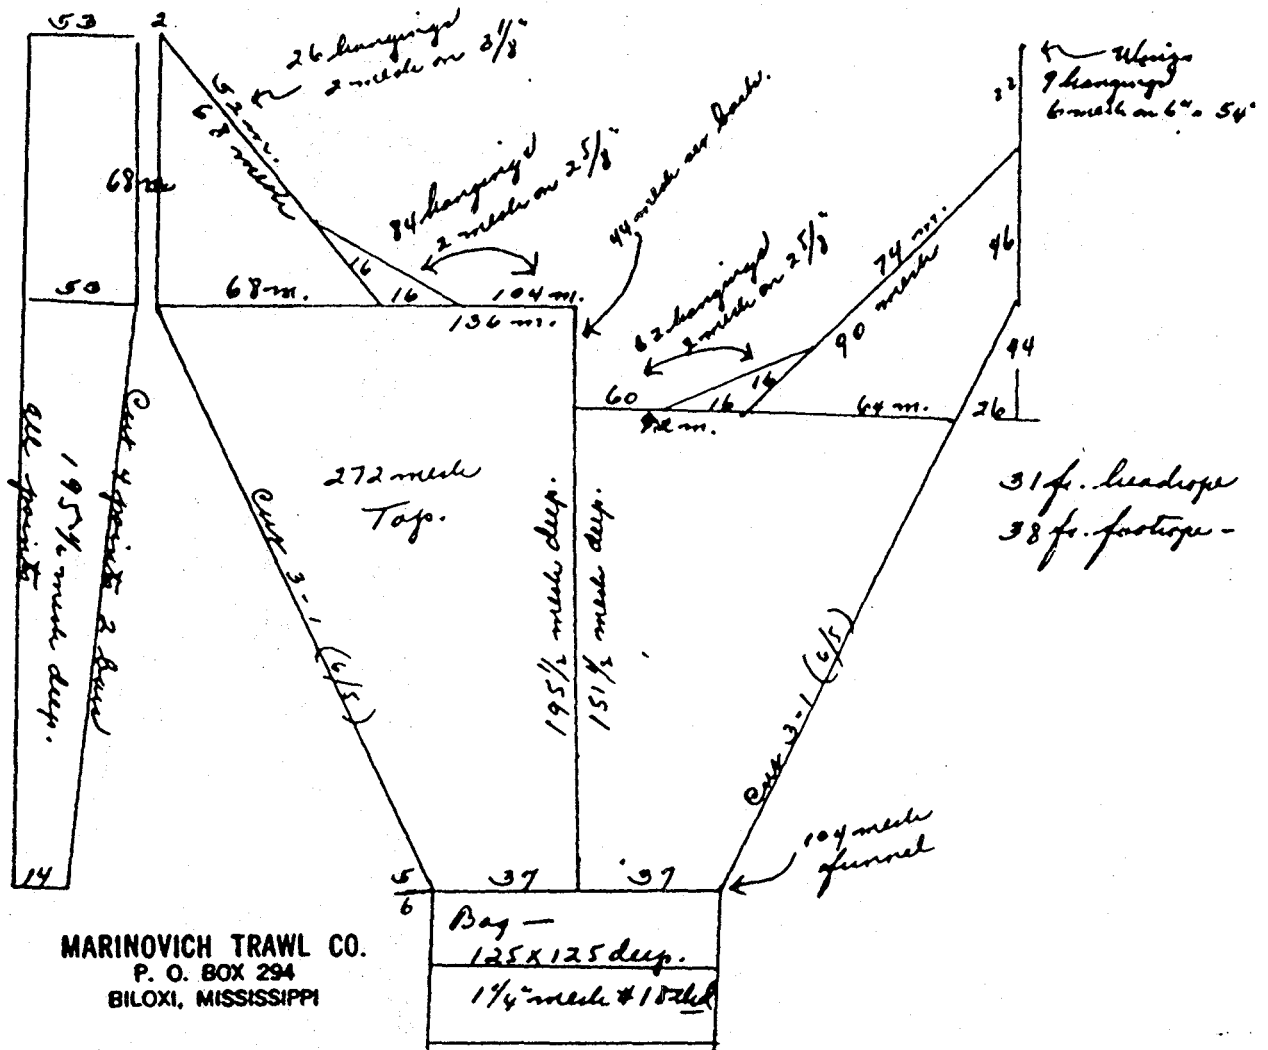 53
2
26 hangings
2 mesh on 3 1/8"
52 m.
68 mesh
68 m
84 hangings
2 mesh on 2 5/8"
44 mesh
back.
Wings
9 hangings
6 mesh on 6" = 54"
32
46
44
26
50
68 m.
16
16
104 m.
136 m.
62 hangings
2 mesh on 2 5/8"
74 m.
90 mesh
60
16
16
m.
64 m.
31 ft. headrope
38 ft. footrope -
272 mesh
Top.
all points
195 1/2 mesh deep.
Cut 4 points 2 bars
Cut 3-1 (6/5)
195 1/2 mesh deep.
151 1/2 mesh deep.
Cut 3-1 (6/5)
104 mesh
funnel
14
5
6
37
37
Bag —
125 x 125 deep.
1 1/4" mesh # 18 thd
MARINOVICH TRAWL CO.
P. O. BOX 294
BILOXI, MISSISSIPPI